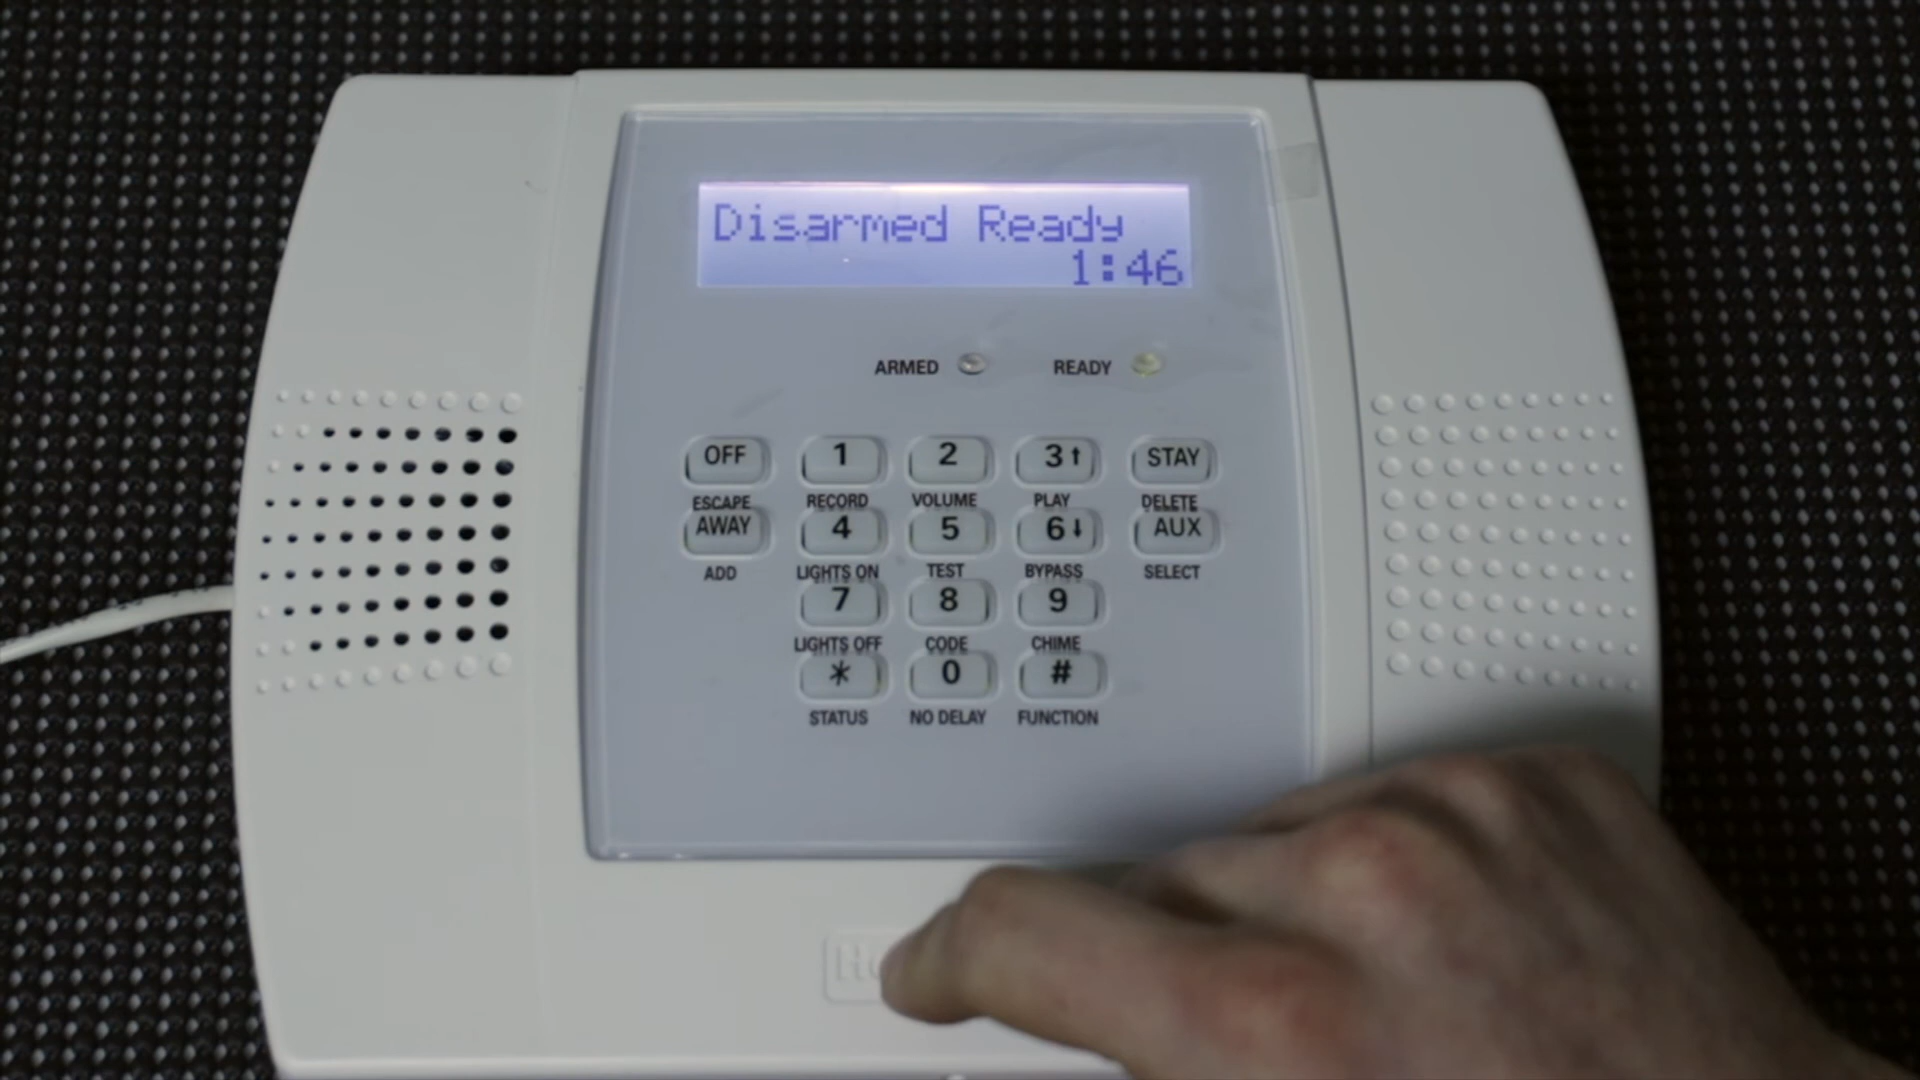 Disarmed Ready
1:46
ARMED READY
OFF 1 2 3↑ STAY
ESCAPE RECORD VOLUME PLAY DELETE
AWAY 4 5 6↓ AUX
ADD LIGHTS ON TEST BYPASS SELECT
7 8 9
LIGHTS OFF CODE CHIME
* 0 #
STATUS NO DELAY FUNCTION